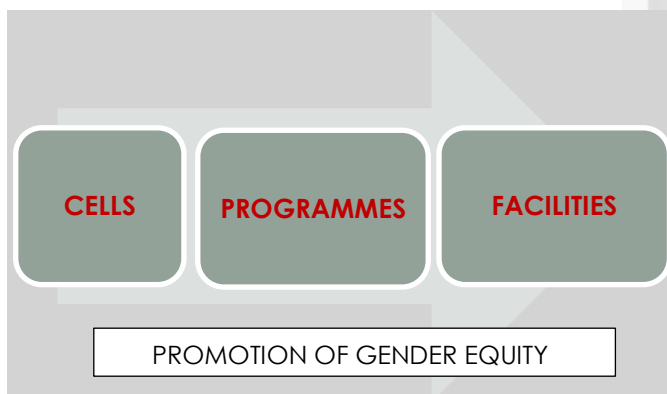 CELLS
PROGRAMMES
FACILITIES
PROMOTION OF GENDER EQUITY